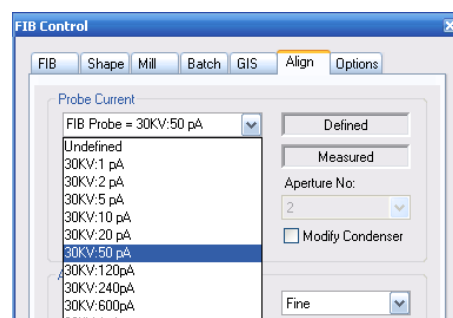 FIB Control
FIB Shape Mill Batch GIS Align Options
Probe Current
FIB Probe = 30KV:50 pA
Defined
Undefined
30KV:1 pA
Measured
30KV:2 pA
30KV:5 pA
Aperture No:
30KV:10 pA
2
30KV:20 pA
30KV:50 pA
Modify Condenser
30KV:120pA
30KV:240pA
30KV:600pA
Fine